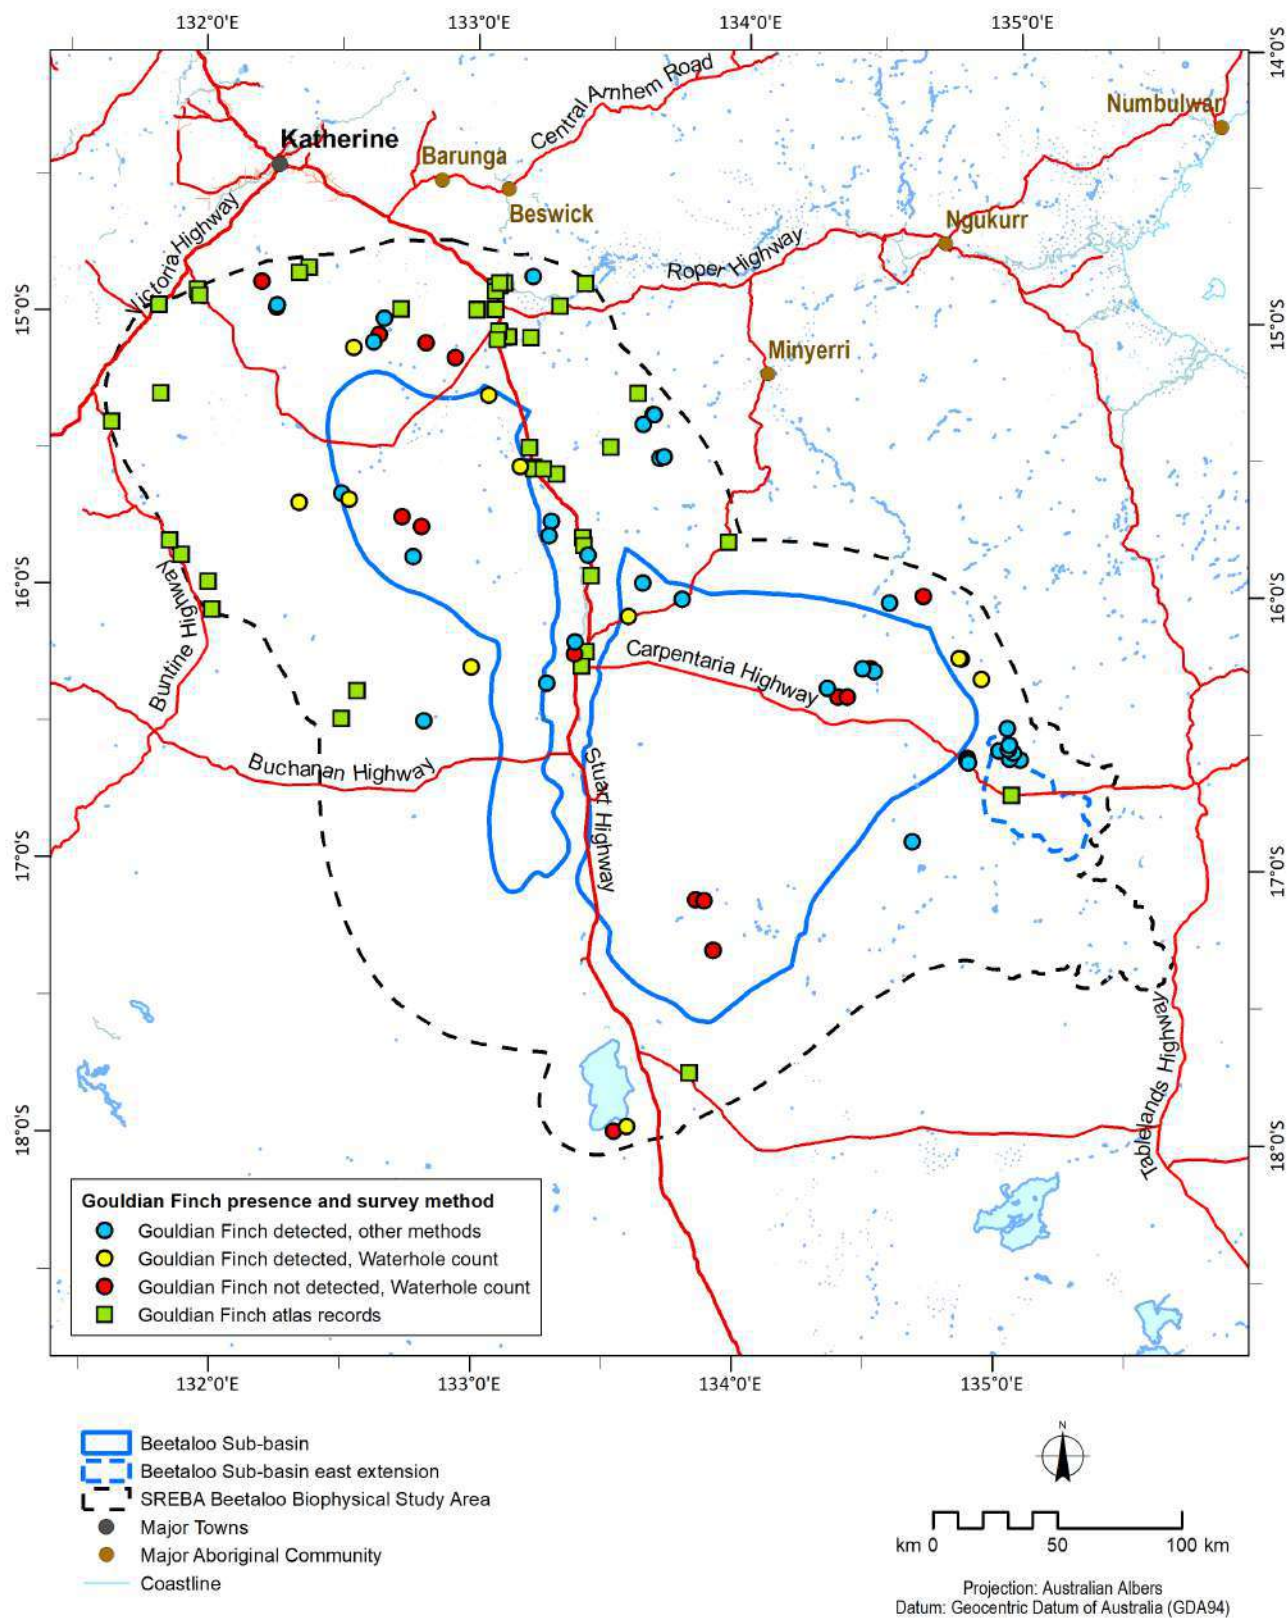 132°0'E
133°0'E
134°0'E
135°0'E
14°0'S
Central Arnhem Road
Numbulwar
Katherine
Barunga
Beswick
Victoria Highway
Ngukurr
Roper Highway
15°0'S
15°0'S
Minyerri
16°0'S
16°0'S
Buntine Highway
Carpentaria Highway
Buchanan Highway
Stuart Highway
17°0'S
17°0'S
Tablelands Highway
18°0'S
18°0'S
Gouldian Finch presence and survey method
Gouldian Finch detected, other methods
Gouldian Finch detected, Waterhole count
Gouldian Finch not detected, Waterhole count
Gouldian Finch atlas records
132°0'E
133°0'E
134°0'E
135°0'E
Beetaloo Sub-basin
Beetaloo Sub-basin east extension
SREBA Beetaloo Biophysical Study Area
Major Towns
Major Aboriginal Community
Coastline
N
km 0 50 100 km
Projection: Australian Albers
Datum: Geocentric Datum of Australia (GDA94)